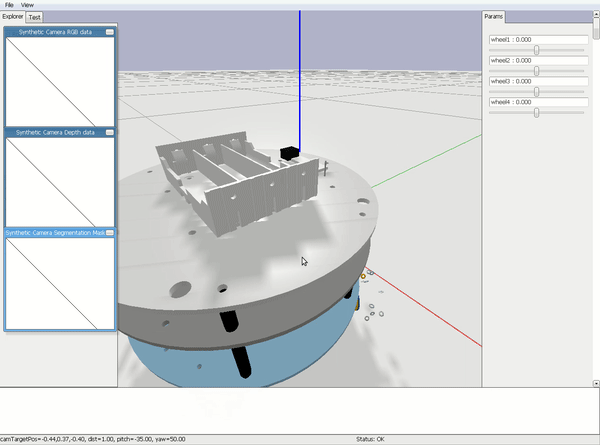 File View
Explorer Test
Params
Synthetic Camera RGB data
wheel1 : 0.000
wheel2 : 0.000
wheel3 : 0.000
wheel4 : 0.000
Synthetic Camera Depth data
Synthetic Camera Segmentation Mask
camTargetPos=-0.44,0.37,-0.40, dist=1.00, pitch=-35.00, yaw=50.00
Status: OK